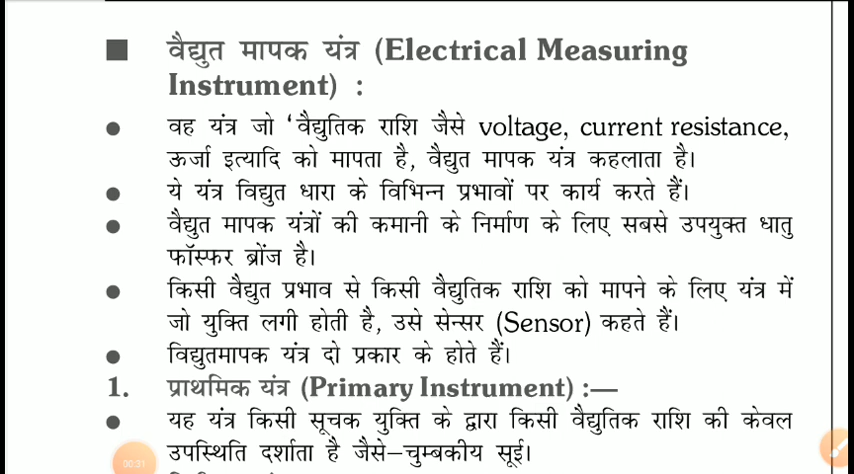 ■ वैद्युत मापक यंत्र (Electrical Measuring
Instrument) :
● वह यंत्र जो ‘वैद्युतिक राशि जैसे voltage, current resistance,
ऊर्जा इत्यादि को मापता है, वैद्युत मापक यंत्र कहलाता है।
● ये यंत्र विद्युत धारा के विभिन्न प्रभावों पर कार्य करते हैं।
● वैद्युत मापक यंत्रों की कमानी के निर्माण के लिए सबसे उपयुक्त धातु
फॉस्फर ब्रोंज है।
● किसी वैद्युत प्रभाव से किसी वैद्युतिक राशि को मापने के लिए यंत्र में
जो युक्ति लगी होती है, उसे सेन्सर (Sensor) कहते हैं।
● विद्युतमापक यंत्र दो प्रकार के होते हैं।
1. प्राथमिक यंत्र (Primary Instrument) :—
● यह यंत्र किसी सूचक युक्ति के द्वारा किसी वैद्युतिक राशि की केवल
उपस्थिति दर्शाता है जैसे–चुम्बकीय सूई।
00:31